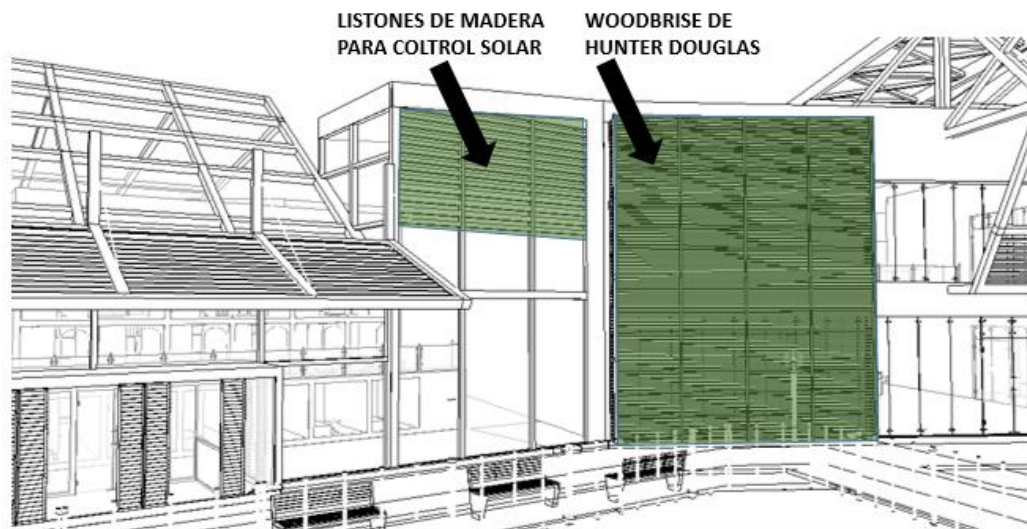 LISTONES DE MADERA
PARA COLTROL SOLAR
WOODBRISE DE
HUNTER DOUGLAS